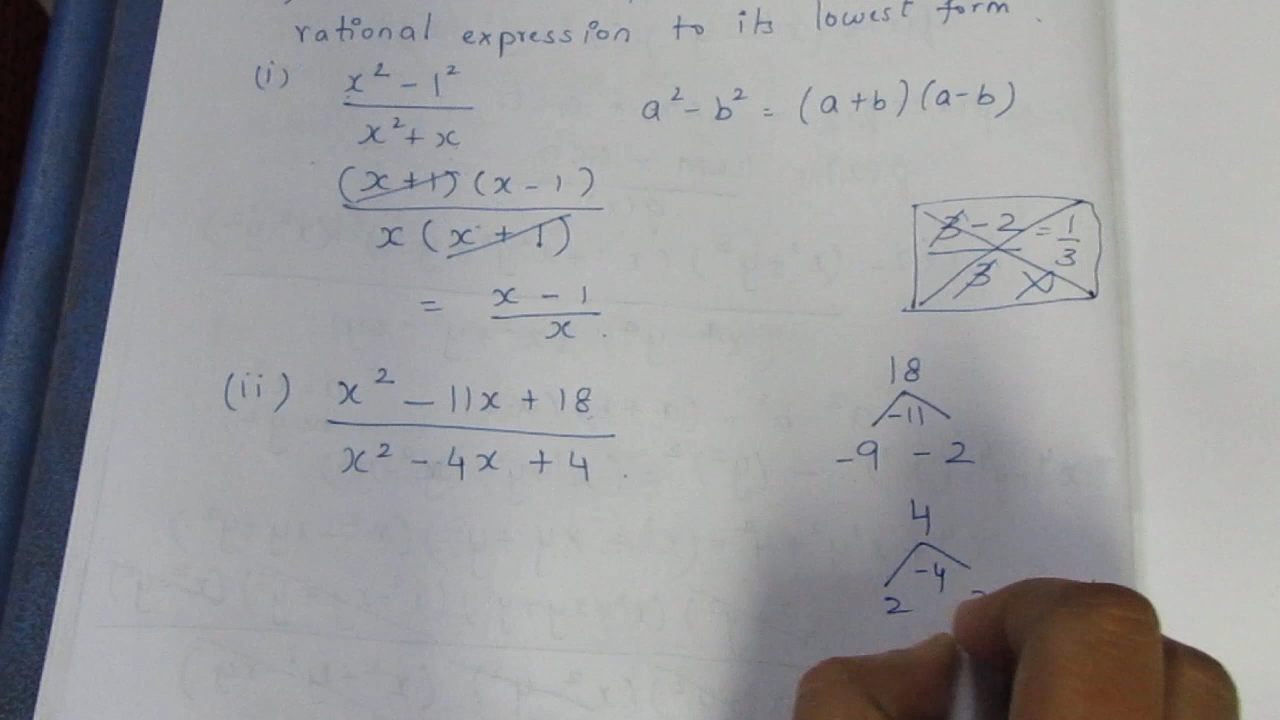 rational expression to its lowest form.
(i) x² - 1²
x² + x
a² - b² = (a+b)(a-b)
(x+1)(x-1)
x(x+1)
= x - 1
x.
3 - 2 = 1
3 3
(ii) x² - 11x + 18
x² - 4x + 4.
18
-11
-9 -2
4
-4
2